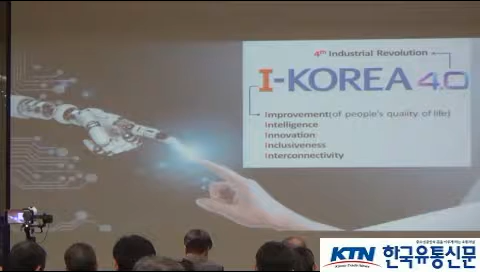 4th Industrial Revolution
I-KOREA 4.0
Improvement(of people's quality of life)
Intelligence
Innovation
Inclusiveness
Interconnectivity
KTN
한국유통신문